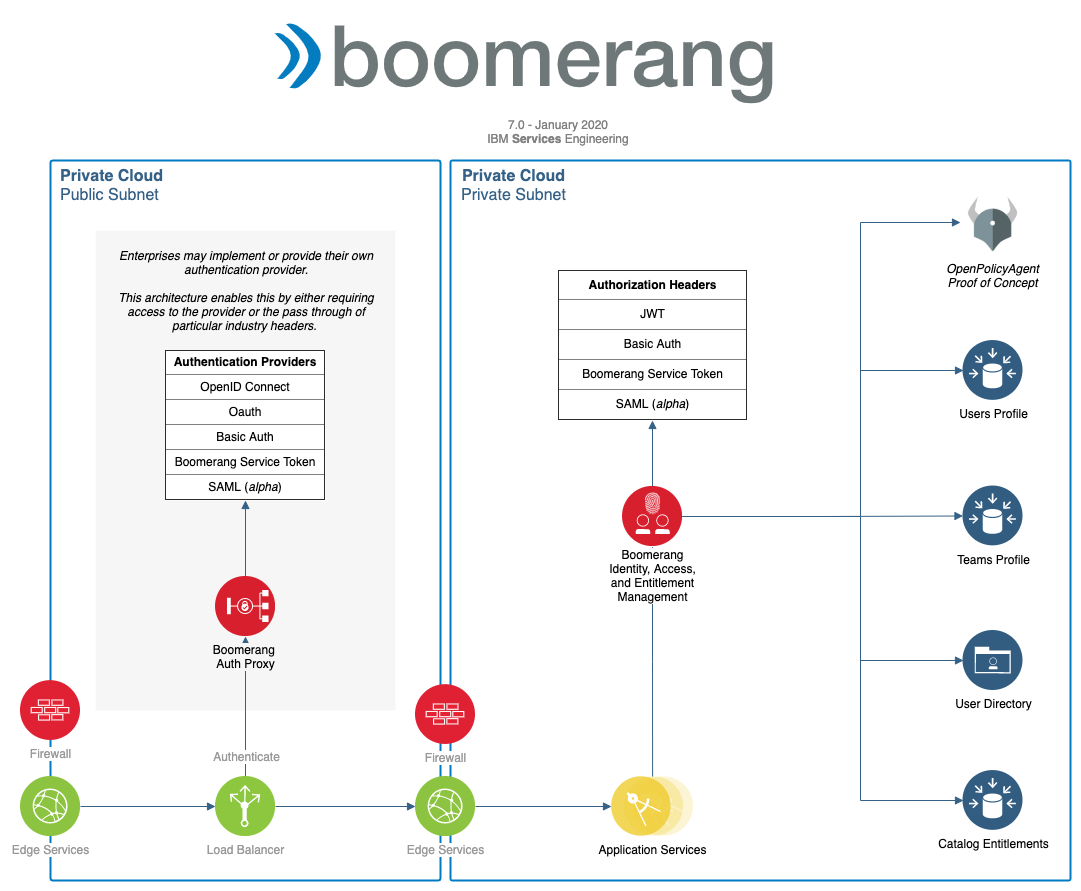 boomerang
7.0 - January 2020
IBM Services Engineering
Private Cloud
Public Subnet
Enterprises may implement or provide their own
authentication provider.
This architecture enables this by either requiring
access to the provider or the pass through of
particular industry headers.
Authentication Providers
OpenID Connect
Oauth
Basic Auth
Boomerang Service Token
SAML (alpha)
Boomerang
Auth Proxy
Firewall
Authenticate
Edge Services
Load Balancer
Private Cloud
Private Subnet
Authorization Headers
JWT
Basic Auth
Boomerang Service Token
SAML (alpha)
Boomerang
Identity, Access,
and Entitlement
Management
Firewall
Edge Services
Application Services
OpenPolicyAgent
Proof of Concept
Users Profile
Teams Profile
User Directory
Catalog Entitlements